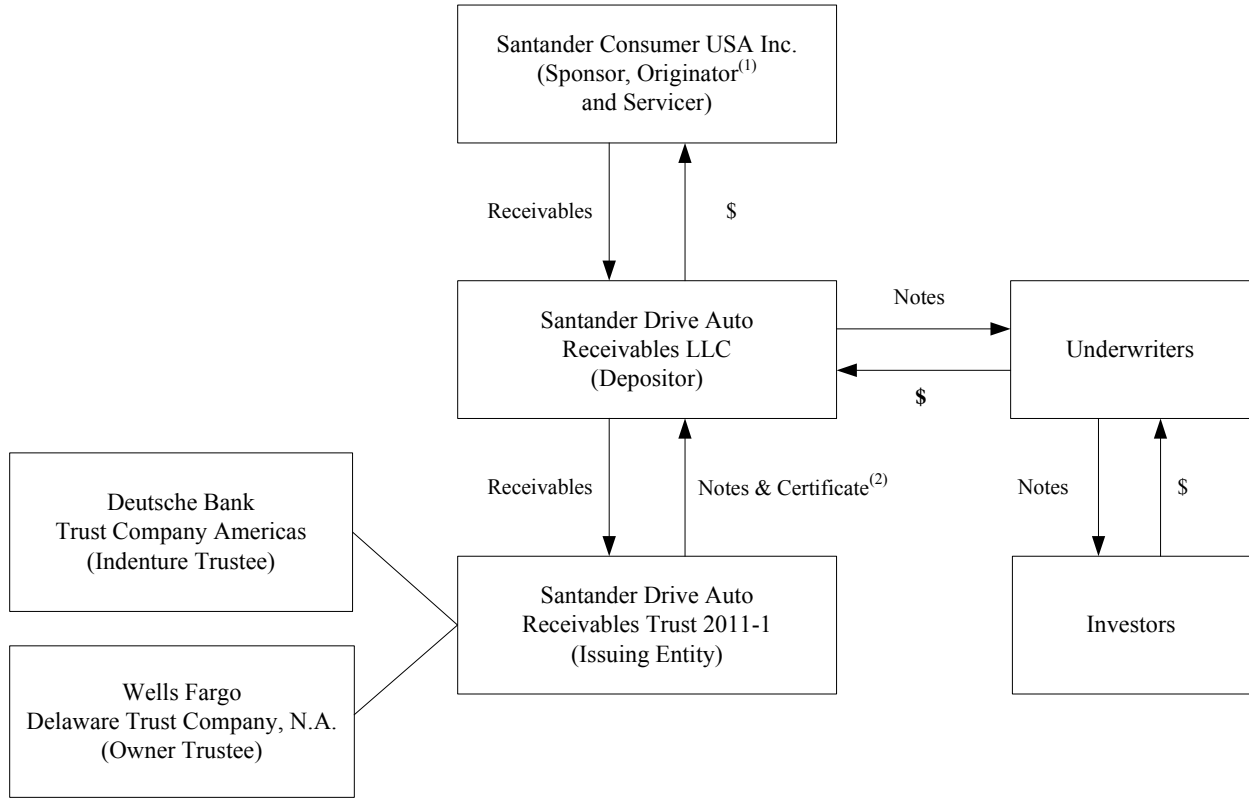 Santander Consumer USA Inc.
(Sponsor, Originator(1)
and Servicer)
Receivables
$
Santander Drive Auto
Receivables LLC
(Depositor)
Notes
$
Underwriters
Receivables
Notes & Certificate(2)
Notes
$
Deutsche Bank
Trust Company Americas
(Indenture Trustee)
Santander Drive Auto
Receivables Trust 2011-1
(Issuing Entity)
Investors
Wells Fargo
Delaware Trust Company, N.A.
(Owner Trustee)